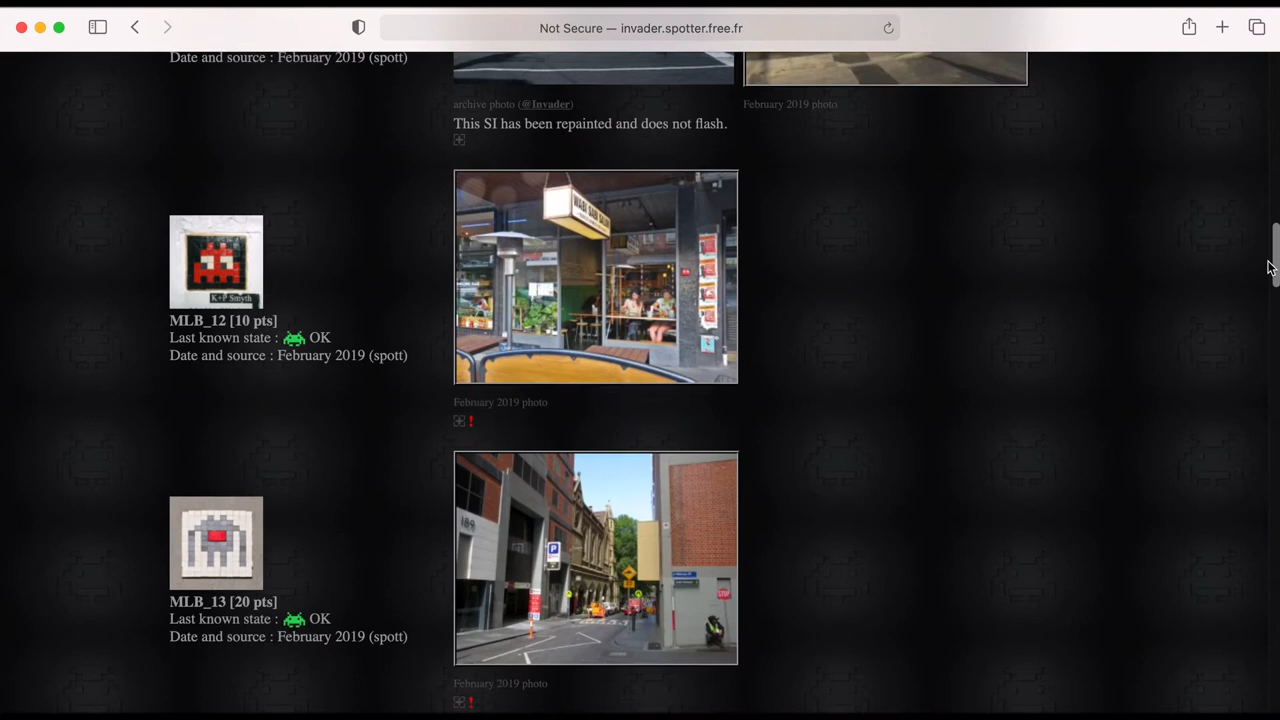 Not Secure — invader.spotter.free.fr
Date and source : February 2019 (spott)
archive photo (@Invader)
February 2019 photo
This SI has been repainted and does not flash.
K+P Smyth
MLB_12 [10 pts]
Last known state : OK
Date and source : February 2019 (spott)
February 2019 photo
!
189
P
STOP
MLB_13 [20 pts]
Last known state : OK
Date and source : February 2019 (spott)
February 2019 photo
!